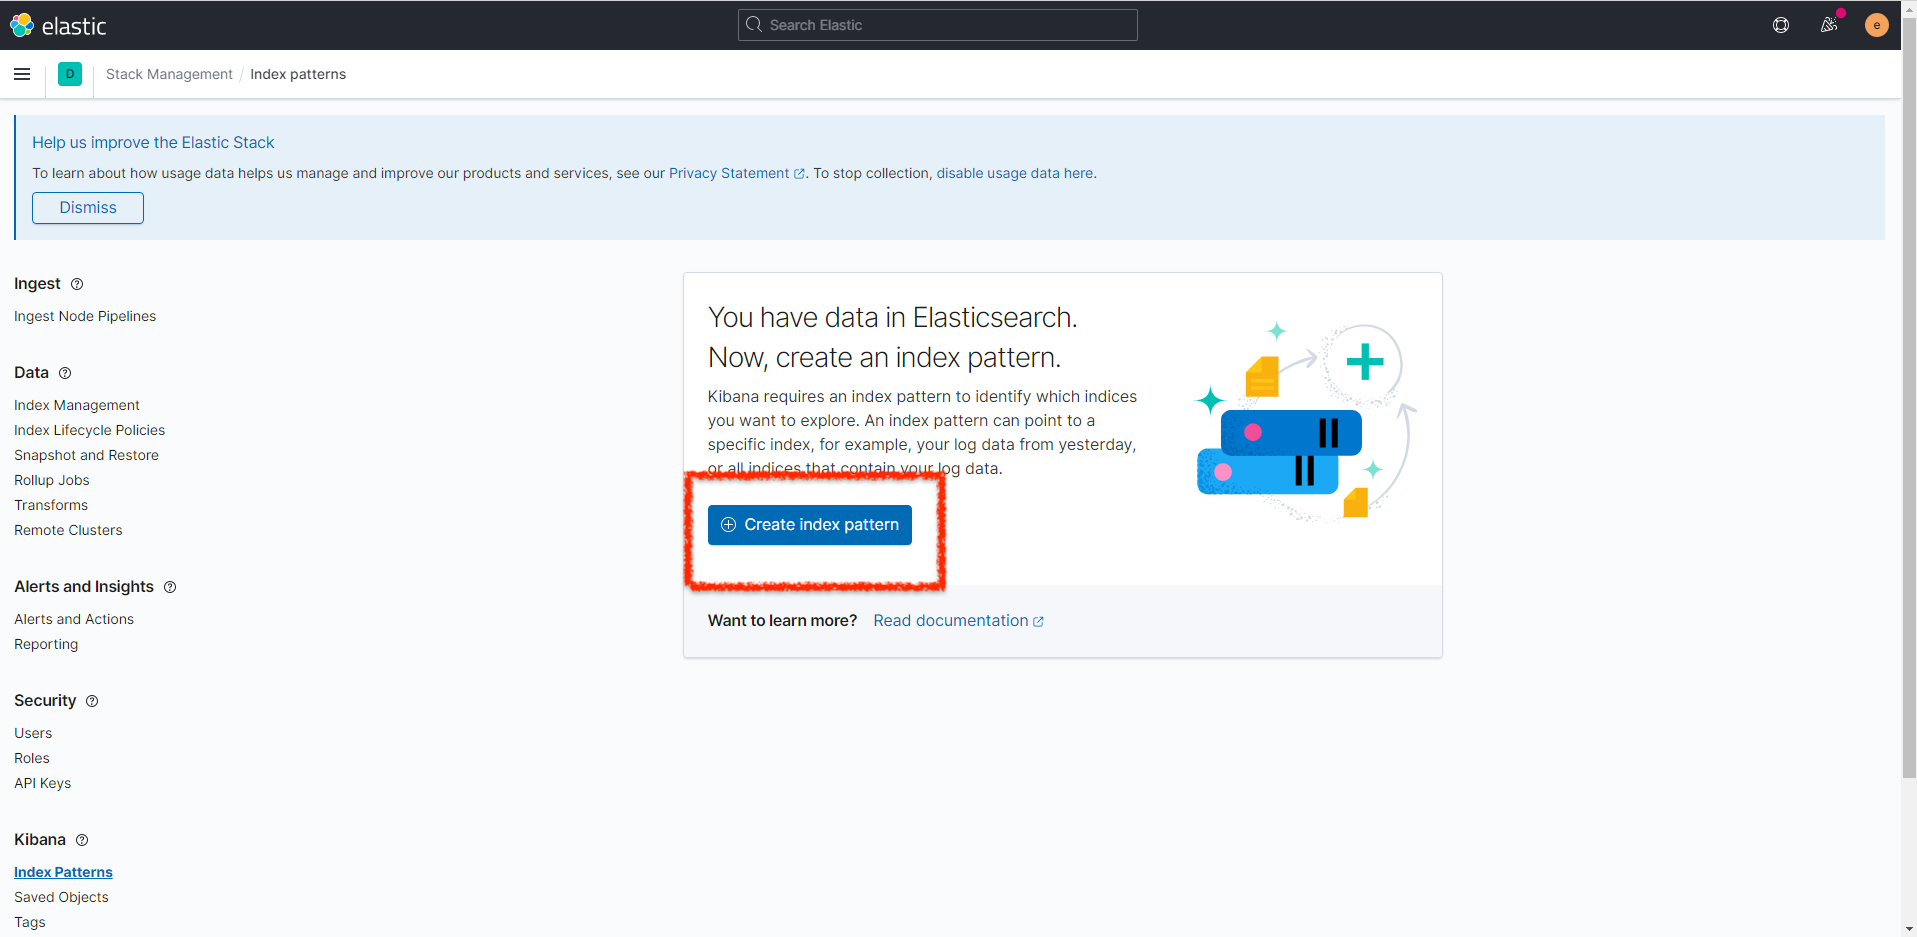 elastic
Search Elastic
e
D
Stack Management / Index patterns
Help us improve the Elastic Stack
To learn about how usage data helps us manage and improve our products and services, see our Privacy Statement. To stop collection, disable usage data here.
Dismiss
Ingest
Ingest Node Pipelines
Data
Index Management
Index Lifecycle Policies
Snapshot and Restore
Rollup Jobs
Transforms
Remote Clusters
Alerts and Insights
Alerts and Actions
Reporting
Security
Users
Roles
API Keys
Kibana
Index Patterns
Saved Objects
Tags
You have data in Elasticsearch.
Now, create an index pattern.
Kibana requires an index pattern to identify which indices
you want to explore. An index pattern can point to a
specific index, for example, your log data from yesterday,
or all indices that contain your log data.
Create index pattern
Want to learn more? Read documentation